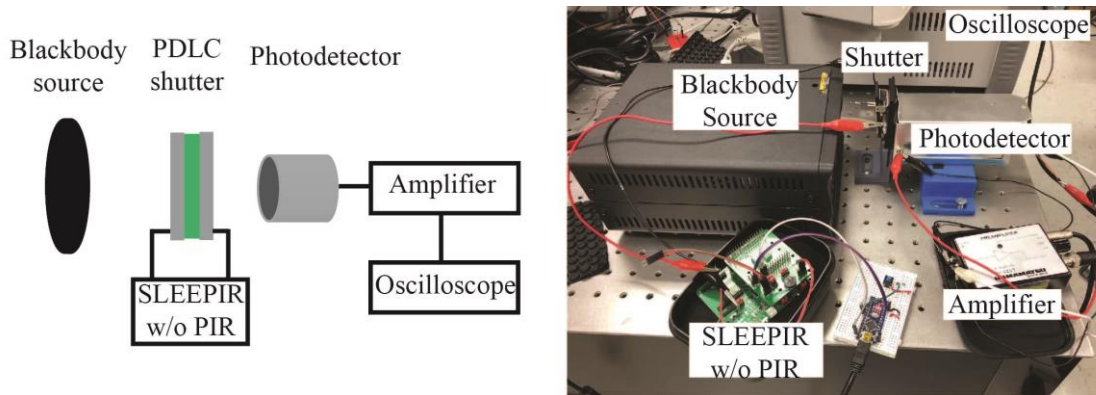 Blackbody
source
PDLC
shutter
Photodetector
Amplifier
Oscilloscope
SLEEPIR
w/o PIR
Oscilloscope
Shutter
Blackbody
Source
Photodetector
SLEEPIR
w/o PIR
Amplifier